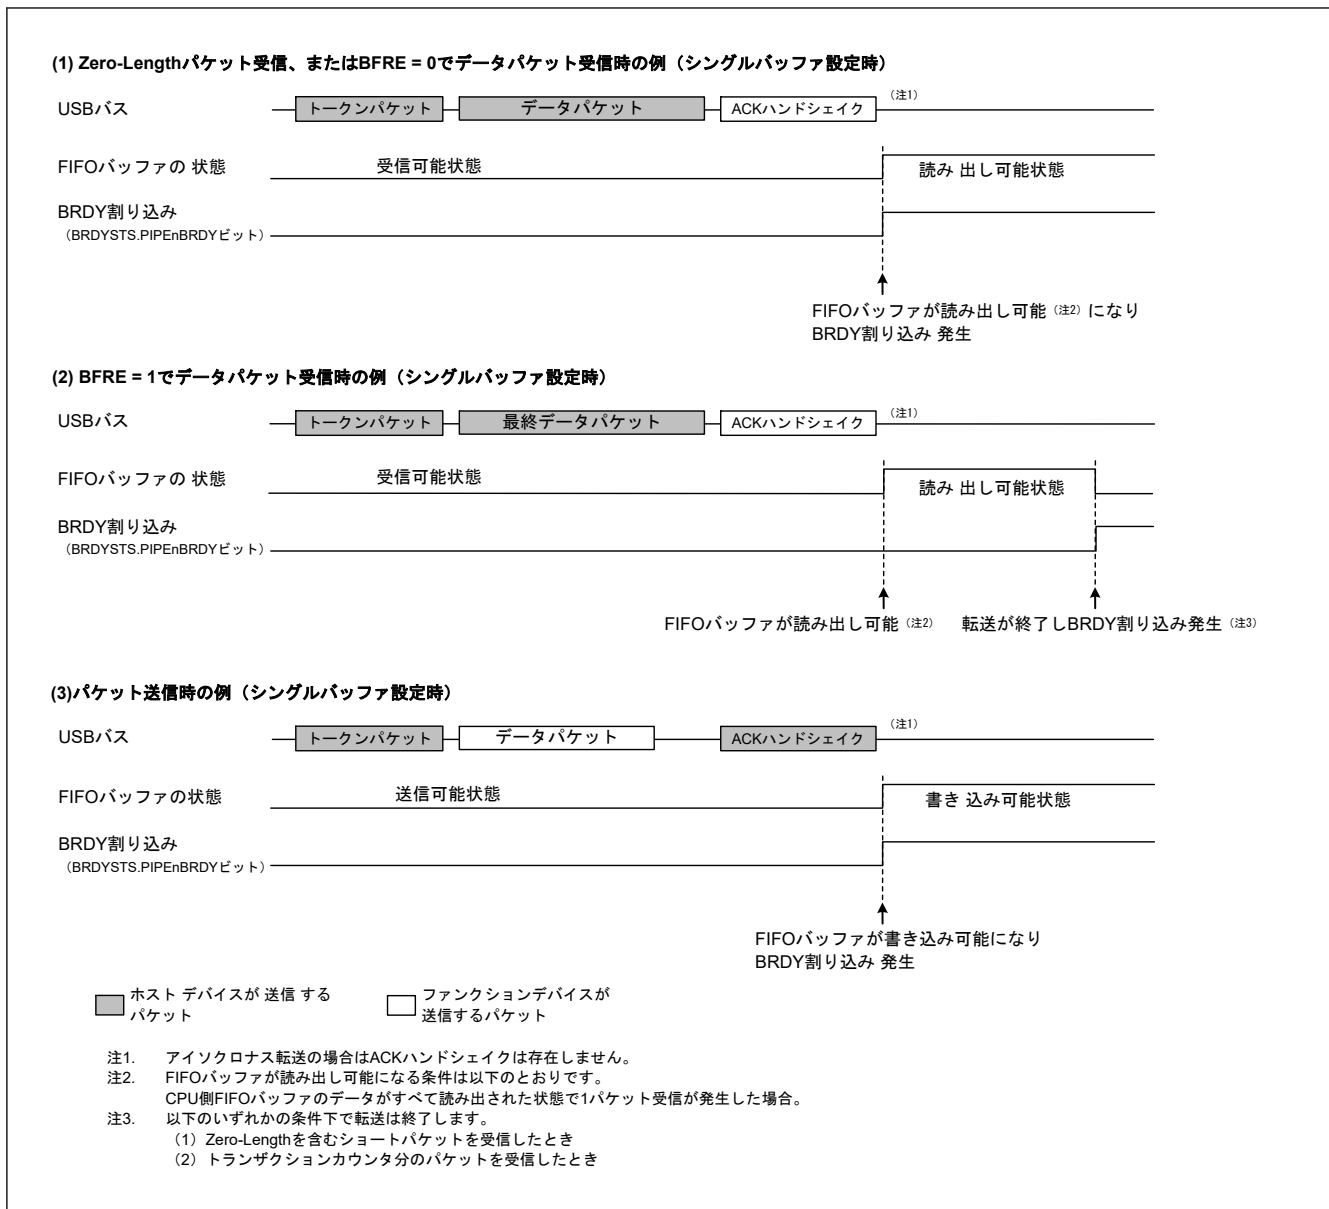 (1) Zero-Lengthパケット受信、またはBFRE = 0でデータパケット受信時の例（シングルバッファ設定時）
USBバス トークンパケット データパケット ACKハンドシェイク （注1）
FIFOバッファの 状態 受信可能状態 読み 出し可能状態
BRDY割り込み
（BRDYSTS.PIPEnBRDYビット）
FIFOバッファが読み出し可能（注2）になり
BRDY割り込み 発生
(2) BFRE = 1でデータパケット受信時の例（シングルバッファ設定時）
USBバス トークンパケット 最終データパケット ACKハンドシェイク （注1）
FIFOバッファの 状態 受信可能状態 読み 出し可能状態
BRDY割り込み
（BRDYSTS.PIPEnBRDYビット）
FIFOバッファが読み出し可能（注2） 転送が終了しBRDY割り込み発生（注3）
(3)パケット送信時の例（シングルバッファ設定時）
USBバス トークンパケット データパケット ACKハンドシェイク （注1）
FIFOバッファの状態 送信可能状態 書き 込み可能状態
BRDY割り込み
（BRDYSTS.PIPEnBRDYビット）
FIFOバッファが書き込み可能になり
BRDY割り込み 発生
ホスト デバイスが 送信 する
パケット
ファンクションデバイスが
送信するパケット
注1. アイソクロナス転送の場合はACKハンドシェイクは存在しません。
注2. FIFOバッファが読み出し可能になる条件は以下のとおりです。
CPU側FIFOバッファのデータがすべて読み出された状態で1パケット受信が発生した場合。
注3. 以下のいずれかの条件下で転送は終了します。
（1）Zero-Lengthを含むショートパケットを受信したとき
（2）トランザクションカウンタ分のパケットを受信したとき